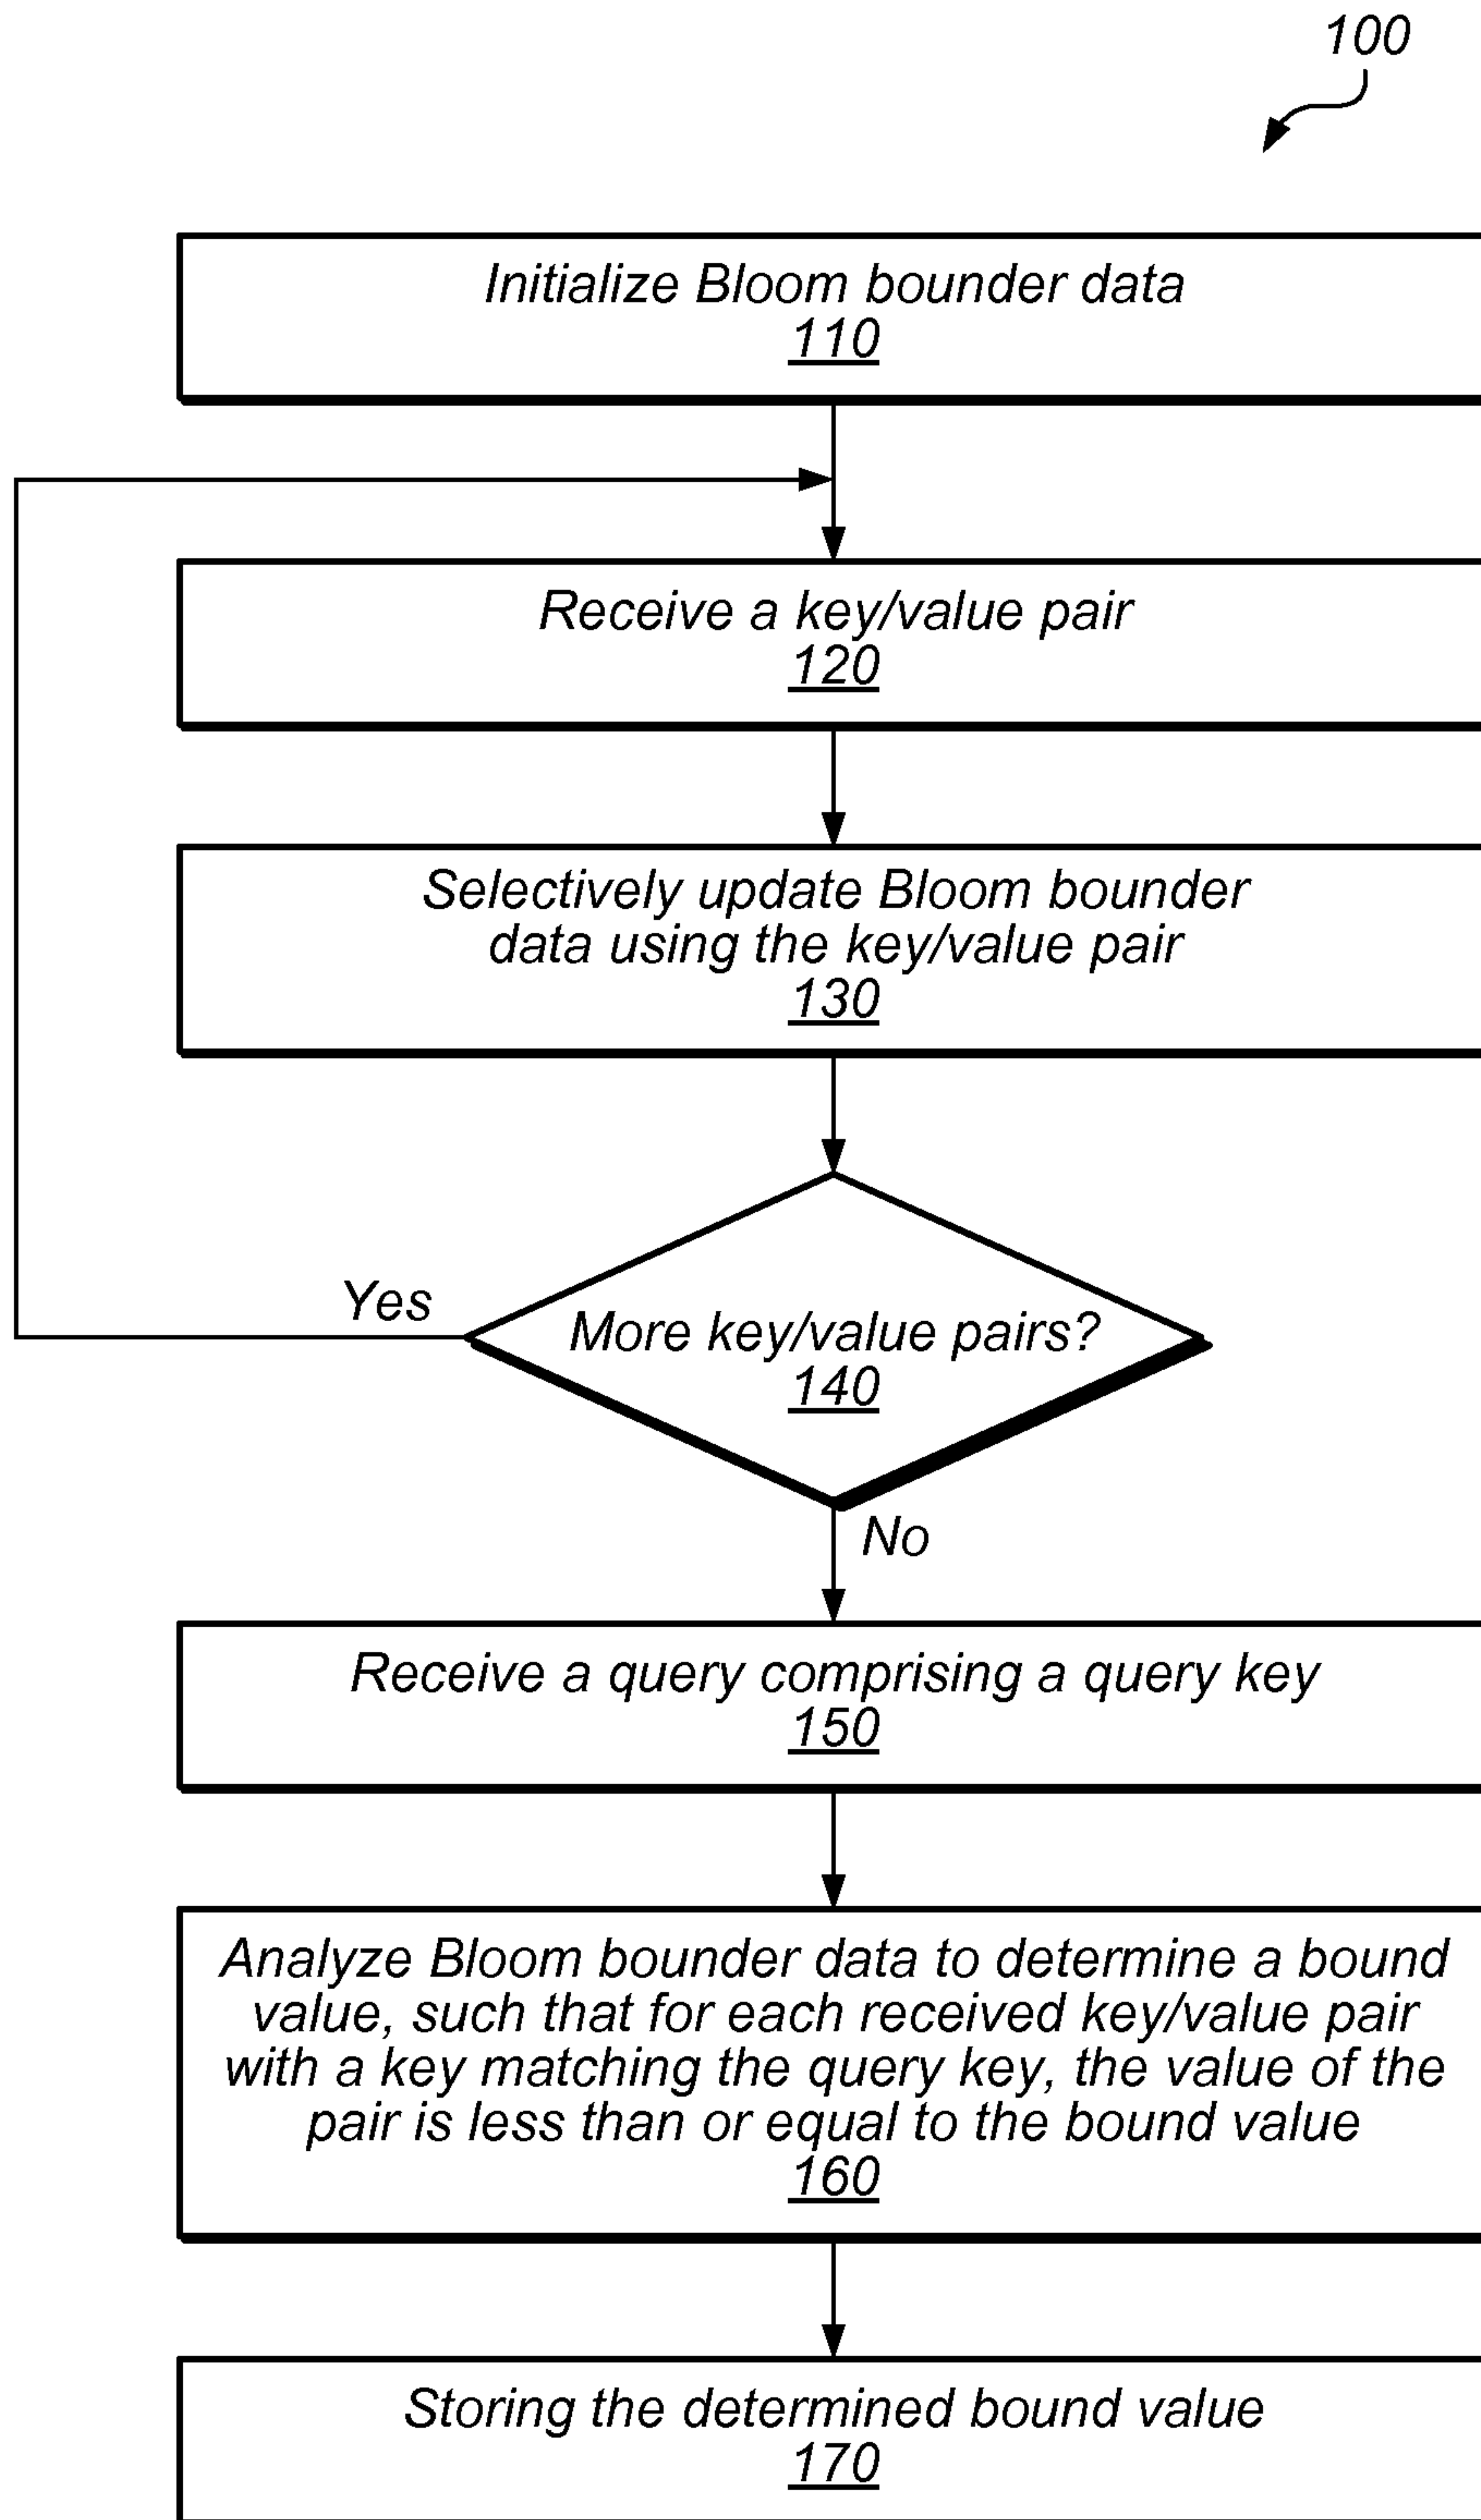 100
Initialize Bloom bounder data
110
Receive a key/value pair
120
Selectively update Bloom bounder
data using the key/value pair
130
Yes
More key/value pairs?
140
No
Receive a query comprising a query key
150
Analyze Bloom bounder data to determine a bound
value, such that for each received key/value pair
with a key matching the query key, the value of the
pair is less than or equal to the bound value
160
Storing the determined bound value
170